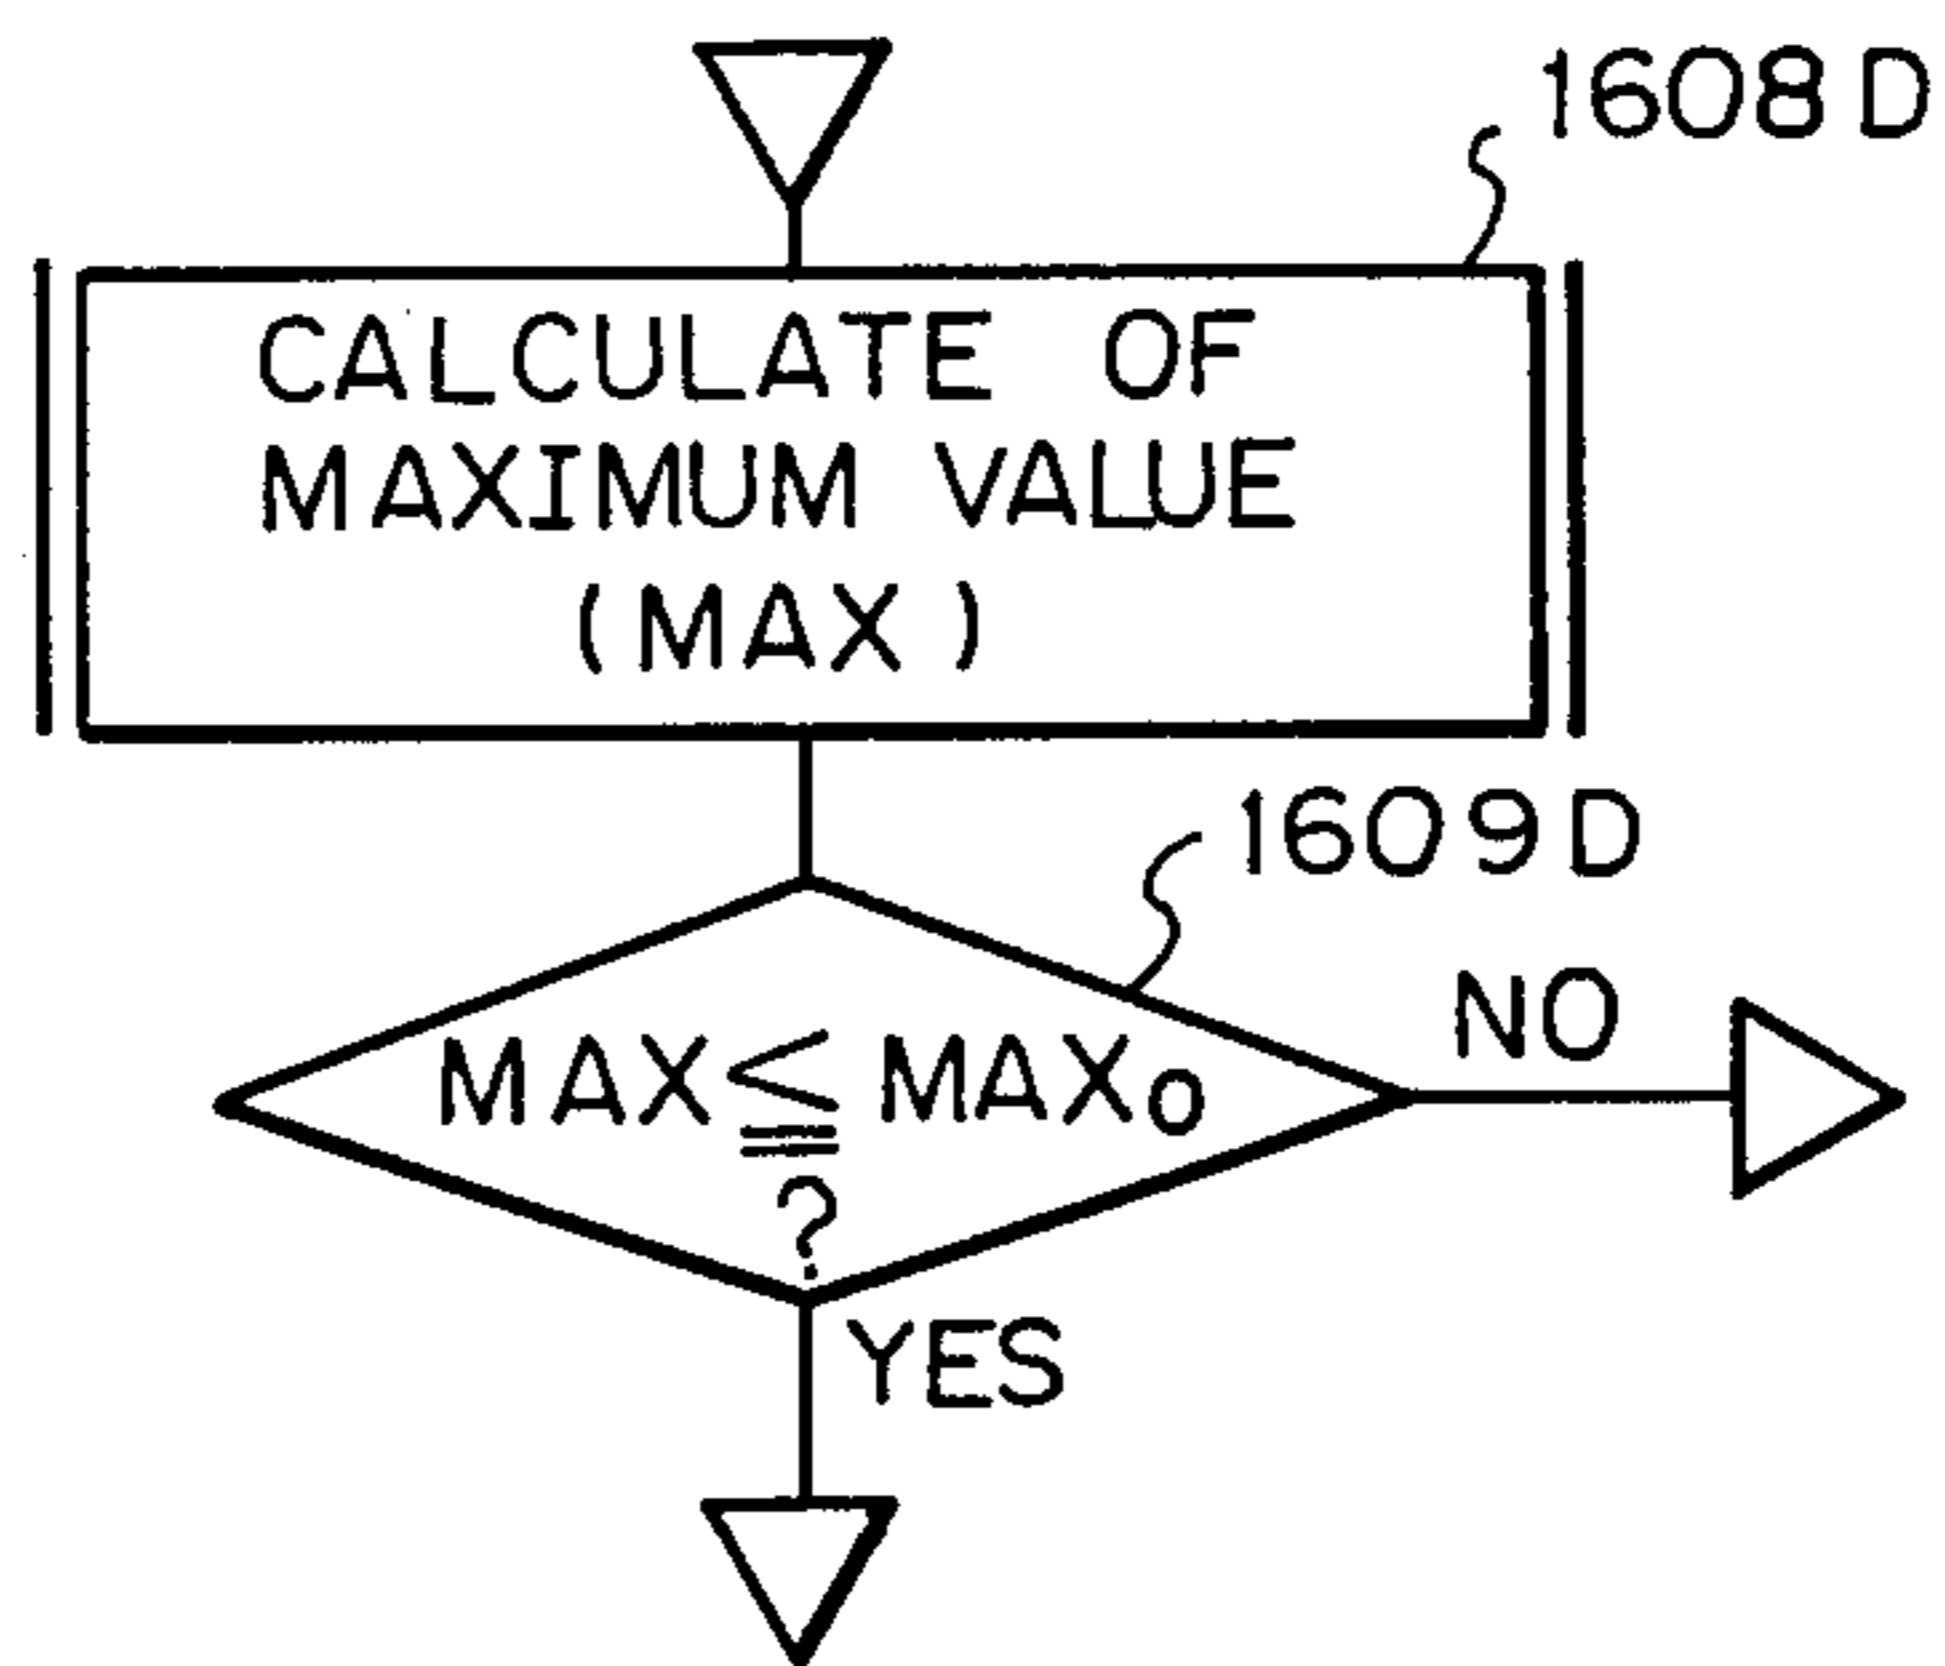 1608D
CALCULATE OF
MAXIMUM VALUE
(MAX)
1609D
NO
MAX≦MAX₀
?
YES